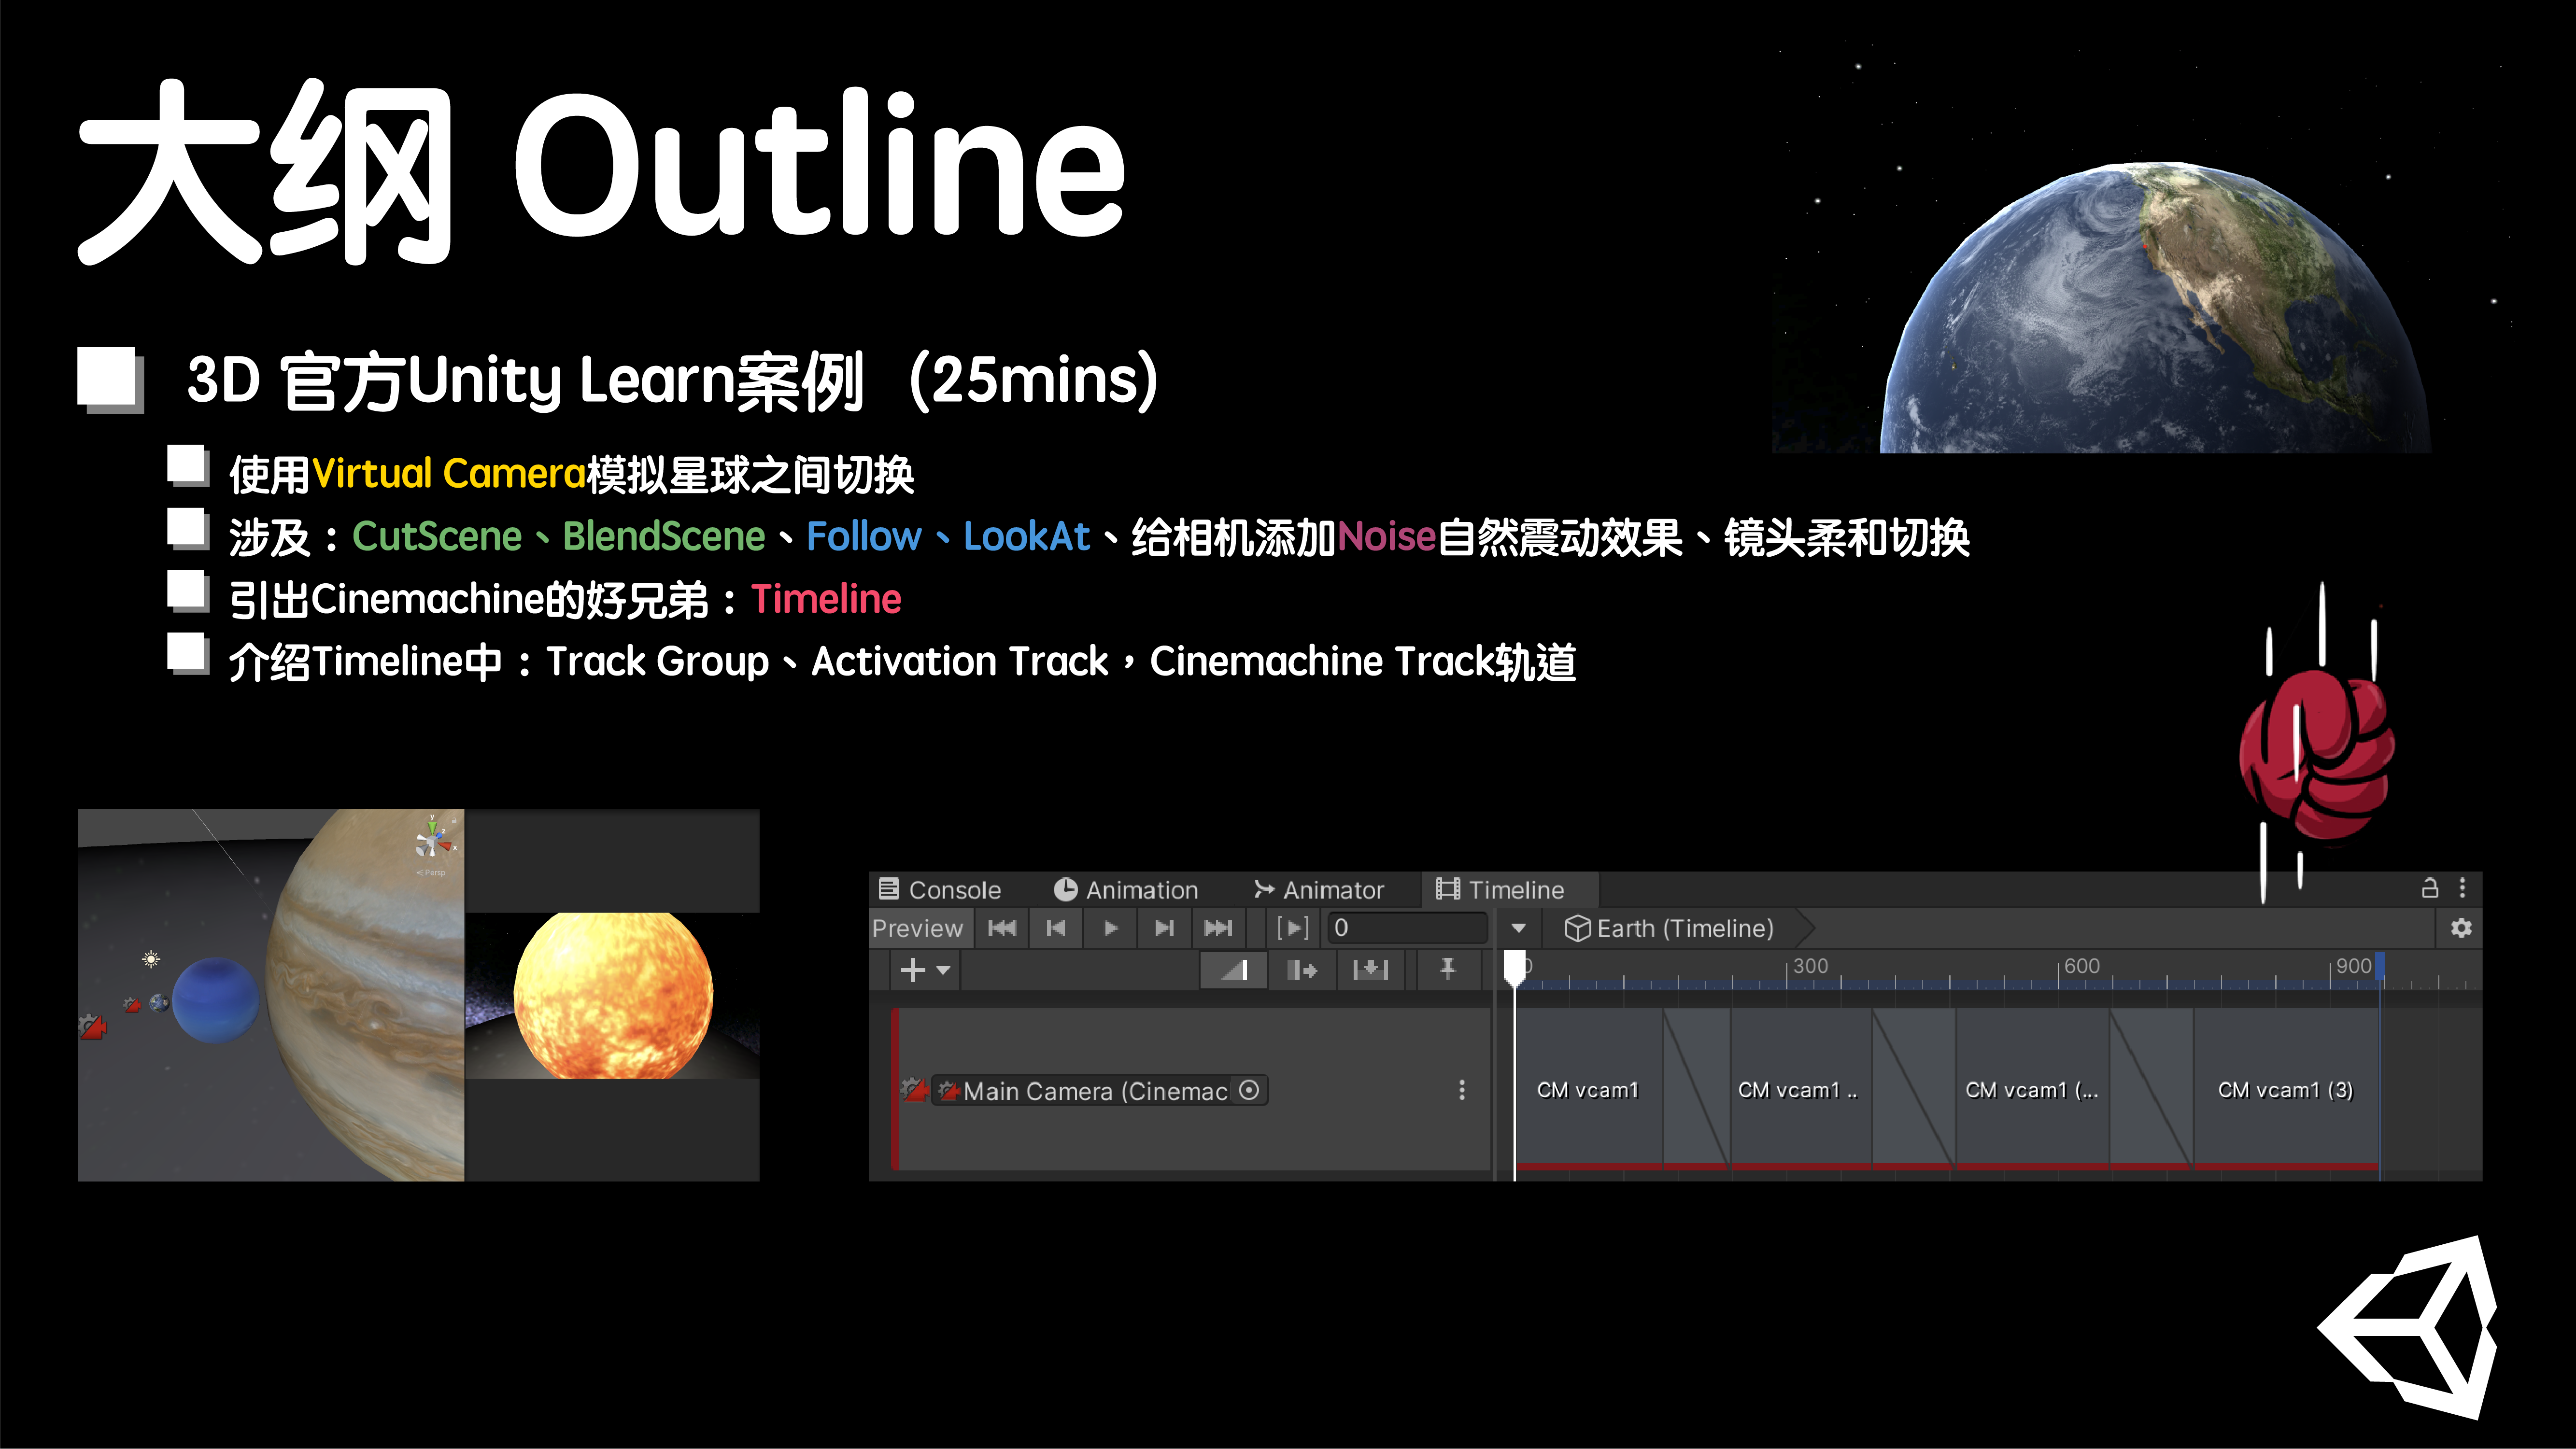 大纲 Outline
3D 官方Unity Learn案例 (25mins)
使用Virtual Camera模拟星球之间切换
涉及：CutScene、BlendScene、Follow、LookAt、给相机添加Noise自然震动效果、镜头柔和切换
引出Cinemachine的好兄弟：Timeline
介绍Timeline中：Track Group、Activation Track，Cinemachine Track轨道
y
z
x
Persp
Console Animation Animator Timeline
Preview 0 Earth (Timeline)
0 300 600 900
Main Camera (Cinemac CM vcam1 CM vcam1 .. CM vcam1 (... CM vcam1 (3)